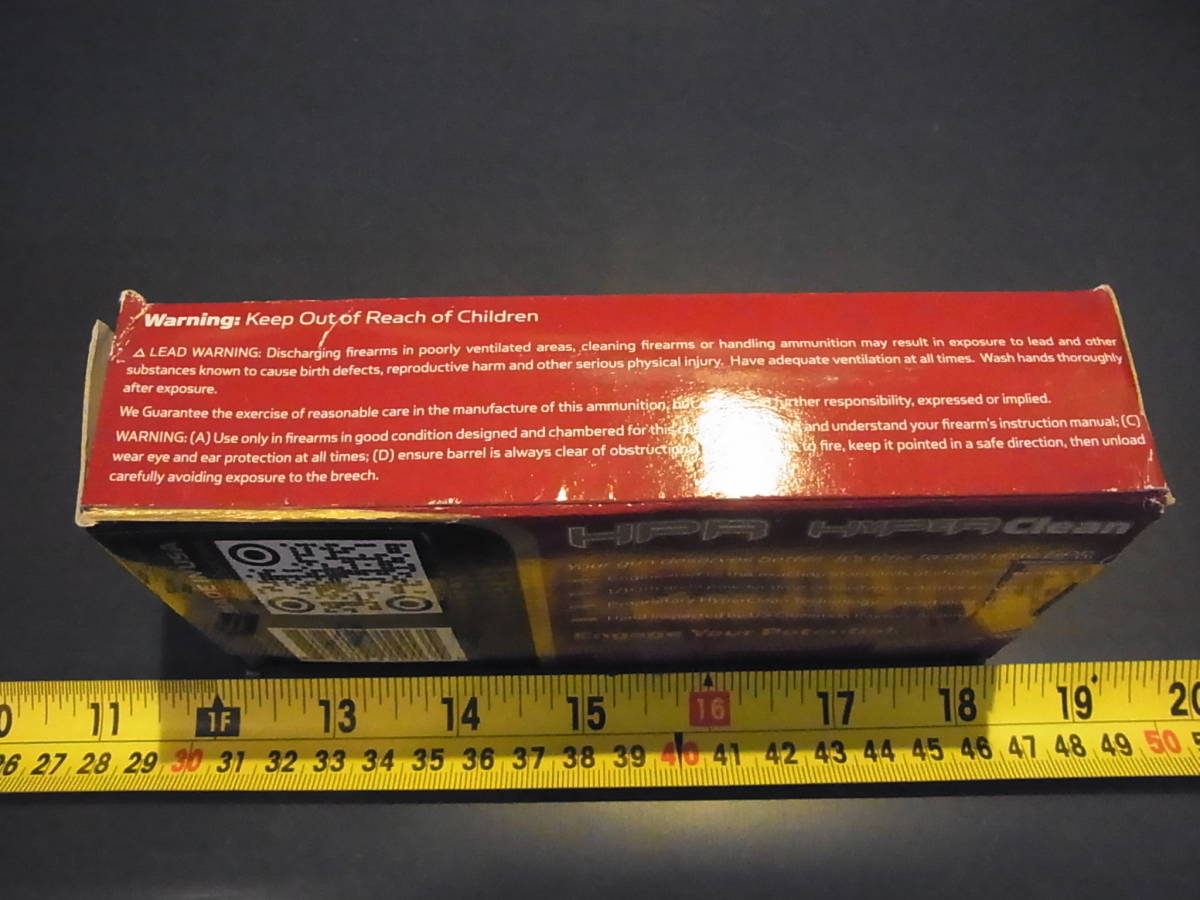 Warning: Keep Out of Reach of Children
⚠ LEAD WARNING: Discharging firearms in poorly ventilated areas, cleaning firearms or handling ammunition may result in exposure to lead and other
substances known to cause birth defects, reproductive harm and other serious physical injury. Have adequate ventilation at all times. Wash hands thoroughly
after exposure.
We Guarantee the exercise of reasonable care in the manufacture of this ammunition, but further responsibility, expressed or implied.
WARNING: (A) Use only in firearms in good condition designed and chambered for this and understand your firearm's instruction manual; (C)
wear eye and ear protection at all times; (D) ensure barrel is always clear of obstructions to fire, keep it pointed in a safe direction, then unload
carefully avoiding exposure to the breech.
HPR HYPERClean
Engage Your Potential
11 1F 13 14 15 16 17 18 19 20
26 27 28 29 30 31 32 33 34 35 36 37 38 39 40 41 42 43 44 45 46 47 48 49 50